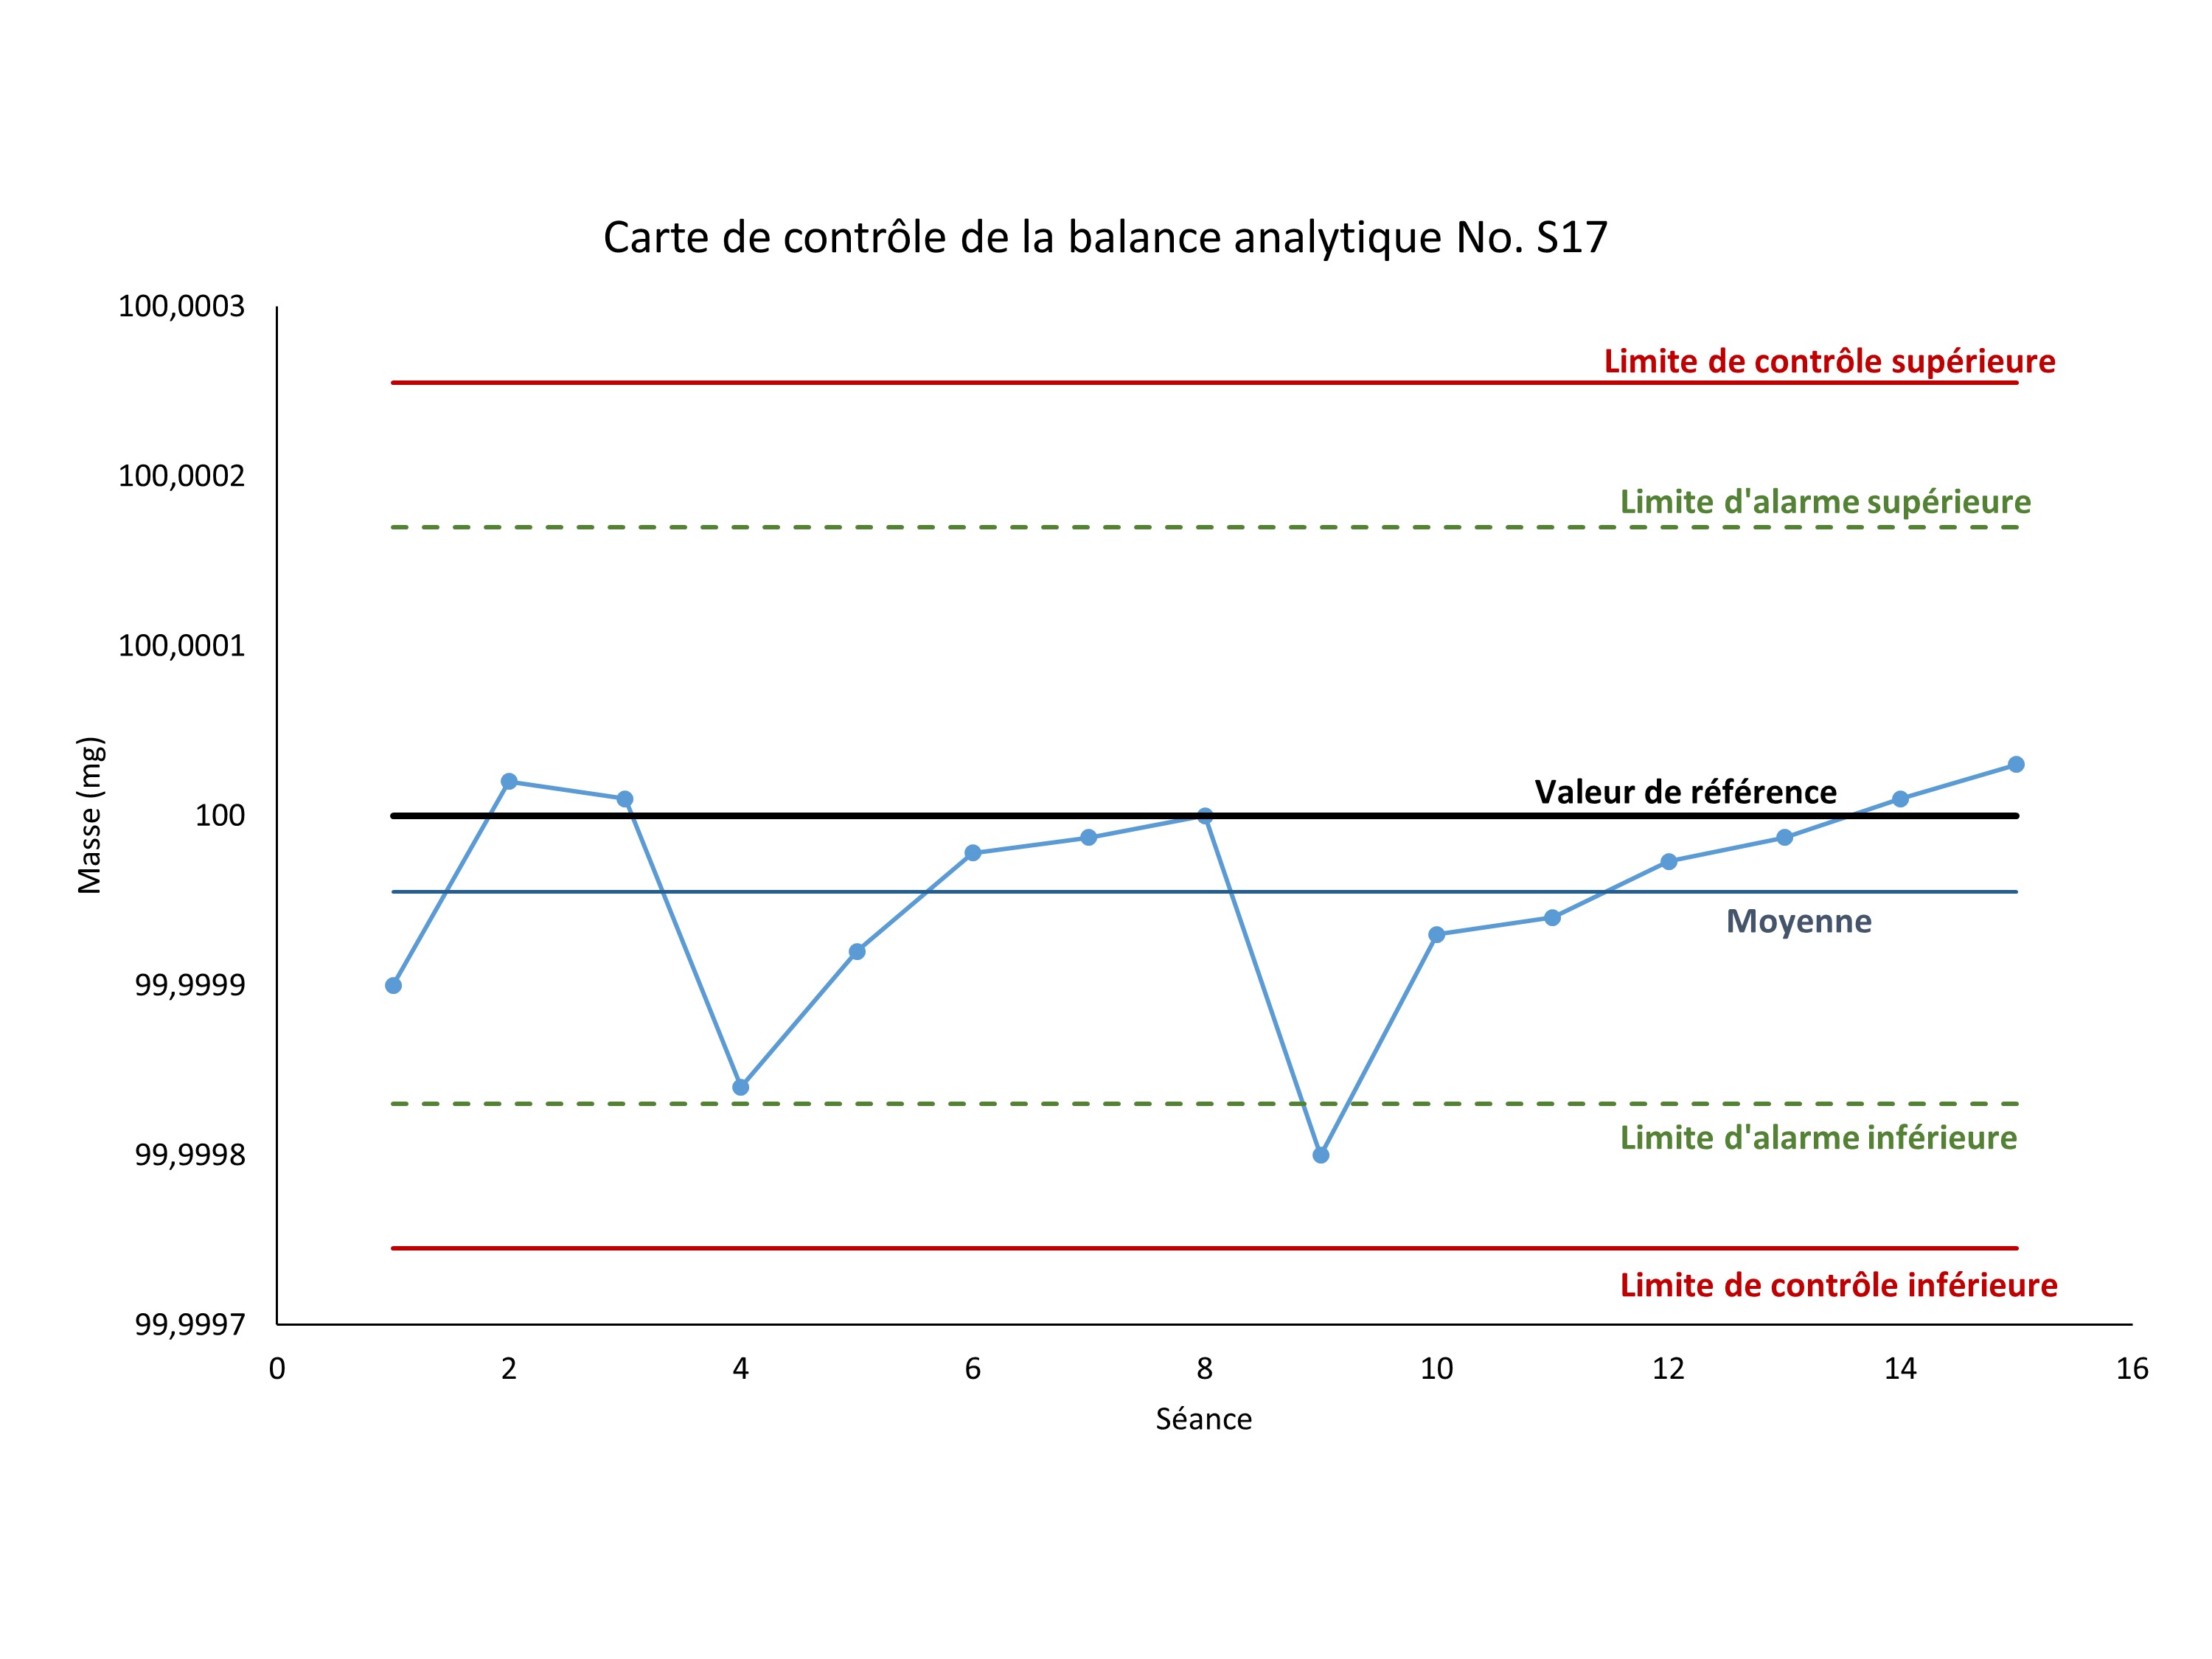 Carte de contrôle de la balance analytique No. S17
100,0003
Limite de contrôle supérieure
100,0002
Limite d'alarme supérieure
100,0001
Masse (mg)
Valeur de référence
100
Moyenne
99,9999
Limite d'alarme inférieure
99,9998
Limite de contrôle inférieure
99,9997
0 2 4 6 8 10 12 14 16
Séance